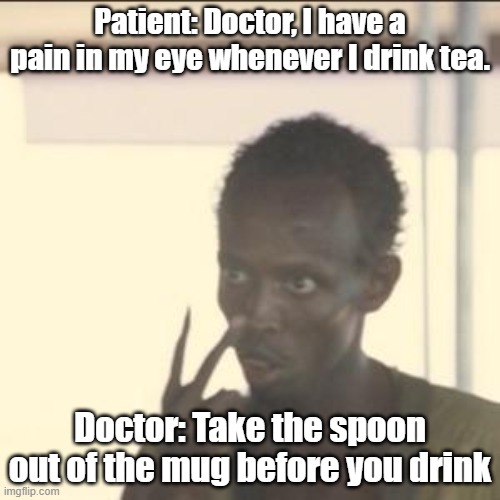 Patient: Doctor, I have a
pain in my eye whenever I drink tea.
Doctor: Take the spoon
out of the mug before you drink
imgflip.com